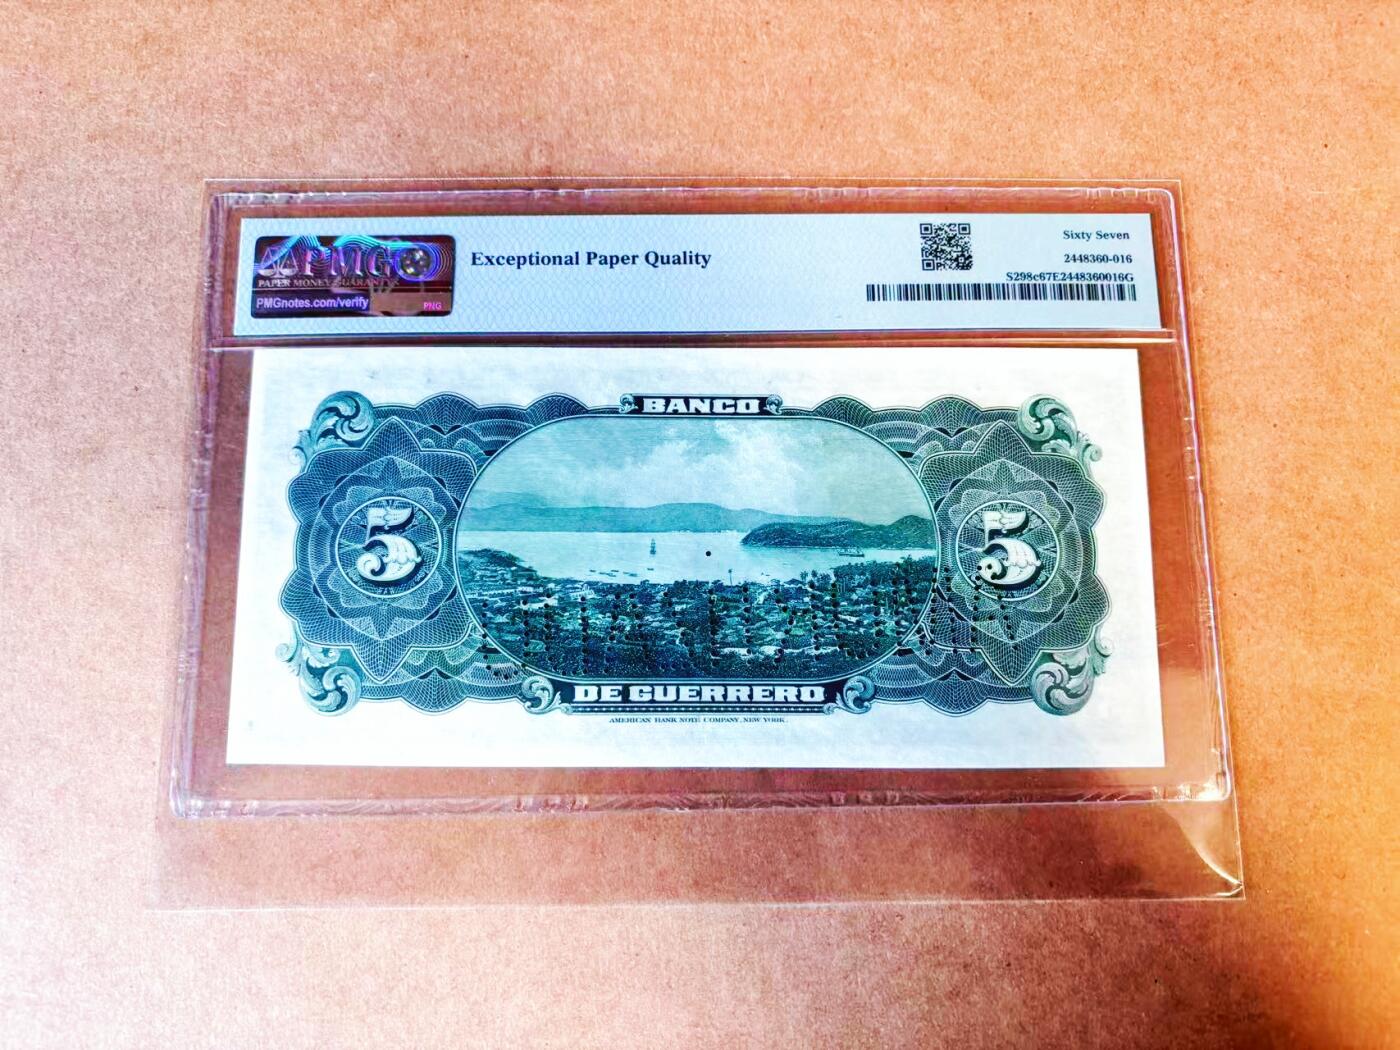 PMG
PAPER MONEY GUARANTY
PMGnotes.com/verify
PNG
Exceptional Paper Quality
Sixty Seven
2448360-016
S298c67E2448360016G
BANCO
5
5
DE GUERRERO
AMERICAN BANK NOTE COMPANY, NEW YORK.